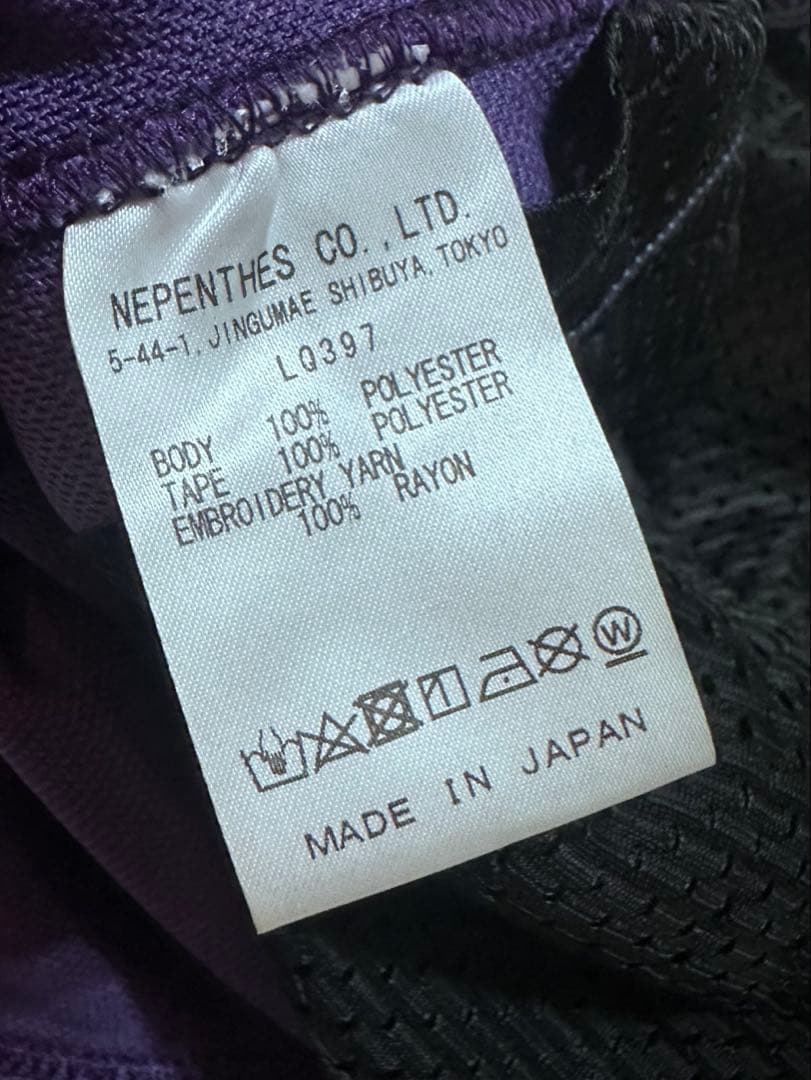 NEPENTHES CO.,LTD.
5-44-1, JINGUMAE SHIBUYA, TOKYO
LQ397
BODY 100% POLYESTER
TAPE 100% POLYESTER
EMBROIDERY YARN
100% RAYON
W
MADE IN JAPAN